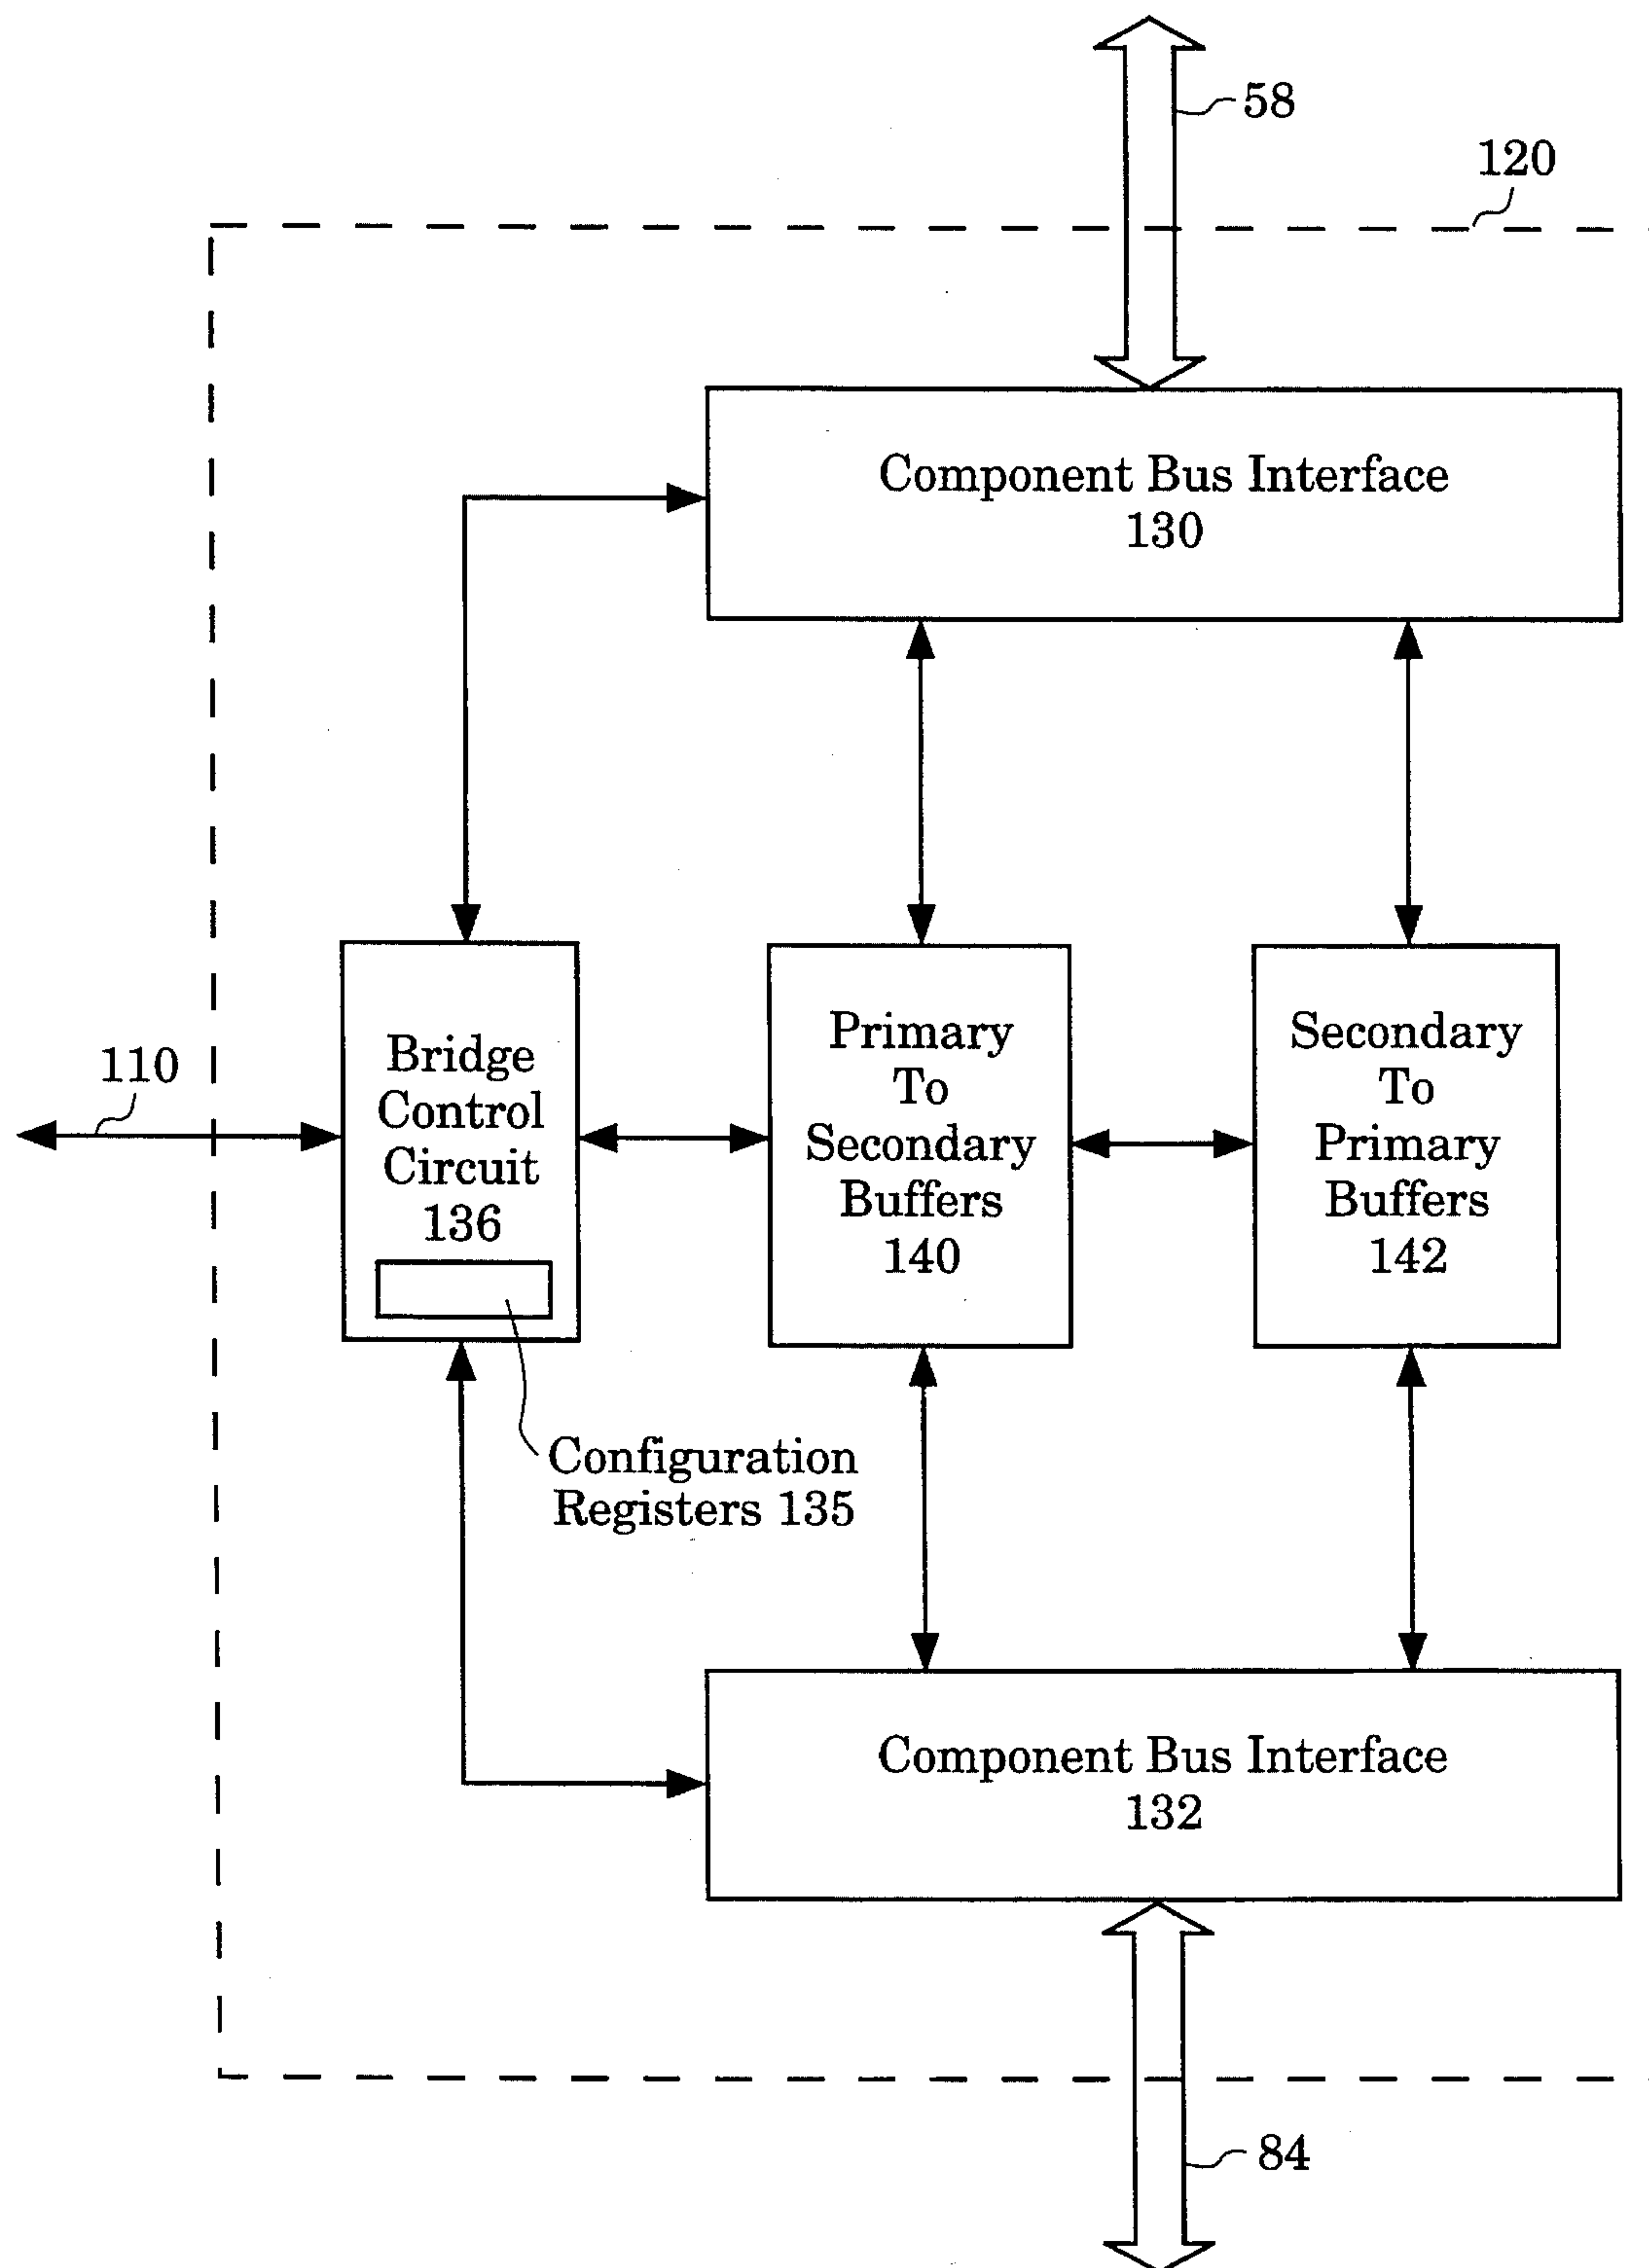 58
120
Component Bus Interface
130
110
Bridge
Control
Circuit
136
Primary
To
Secondary
Buffers
140
Secondary
To
Primary
Buffers
142
Configuration
Registers 135
Component Bus Interface
132
84